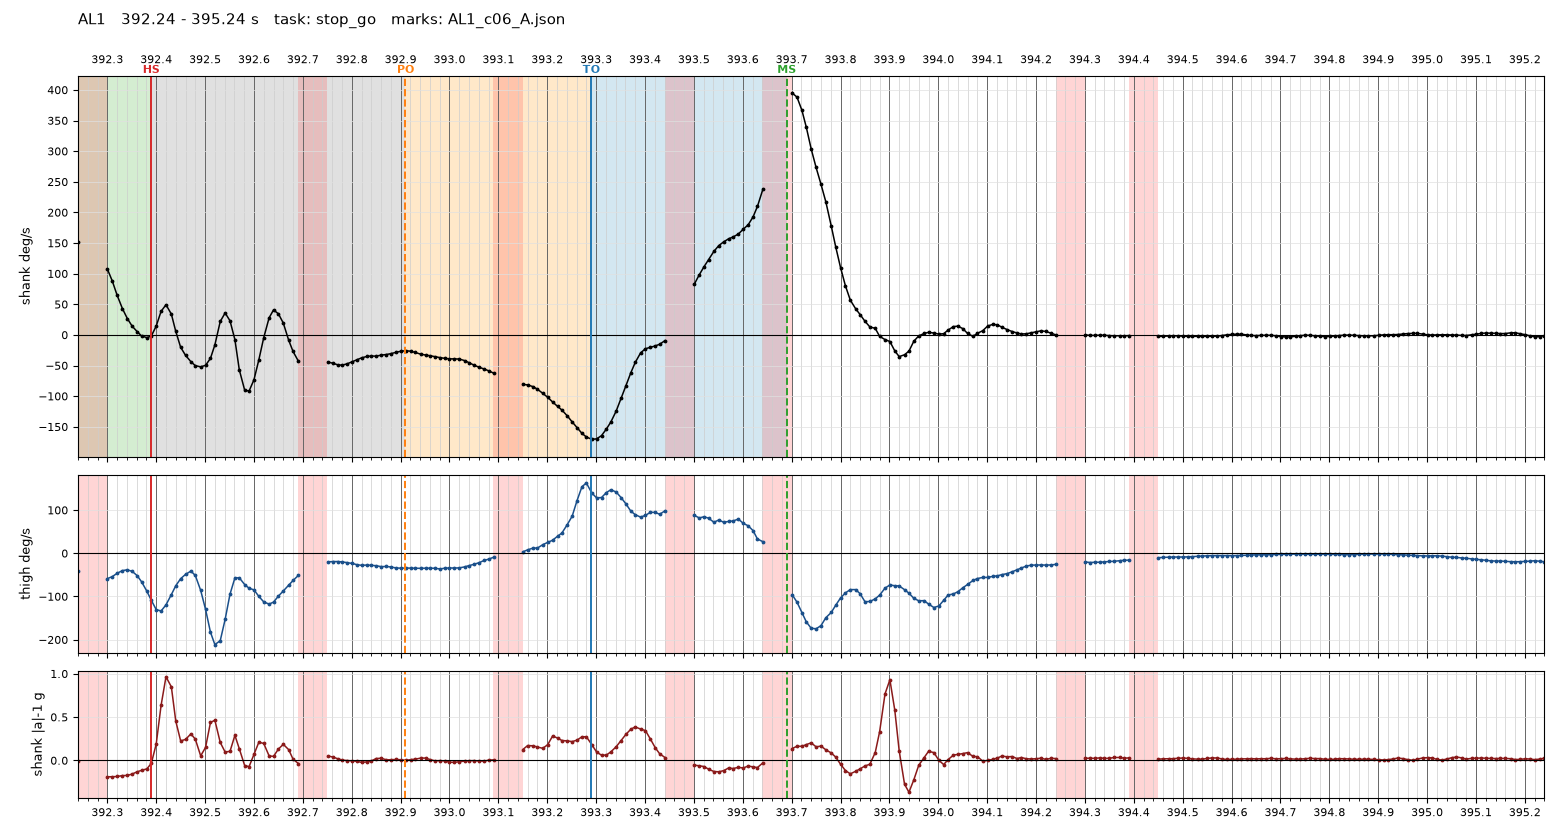 AL1   392.24 - 395.24 s   task: stop_go   marks: AL1_c06_A.json
392.3 392.4 392.5 392.6 392.7 392.8 392.9 393.0 393.1 393.2 393.3 393.4 393.5 393.6 393.7 393.8 393.9 394.0 394.1 394.2 394.3 394.4 394.5 394.6 394.7 394.8 394.9 395.0 395.1 395.2
HS PO TO MS
shank deg/s
400
350
300
250
200
150
100
50
0
−50
−100
−150
thigh deg/s
100
0
−100
−200
shank |a|-1 g
1.0
0.5
0.0
392.3 392.4 392.5 392.6 392.7 392.8 392.9 393.0 393.1 393.2 393.3 393.4 393.5 393.6 393.7 393.8 393.9 394.0 394.1 394.2 394.3 394.4 394.5 394.6 394.7 394.8 394.9 395.0 395.1 395.2